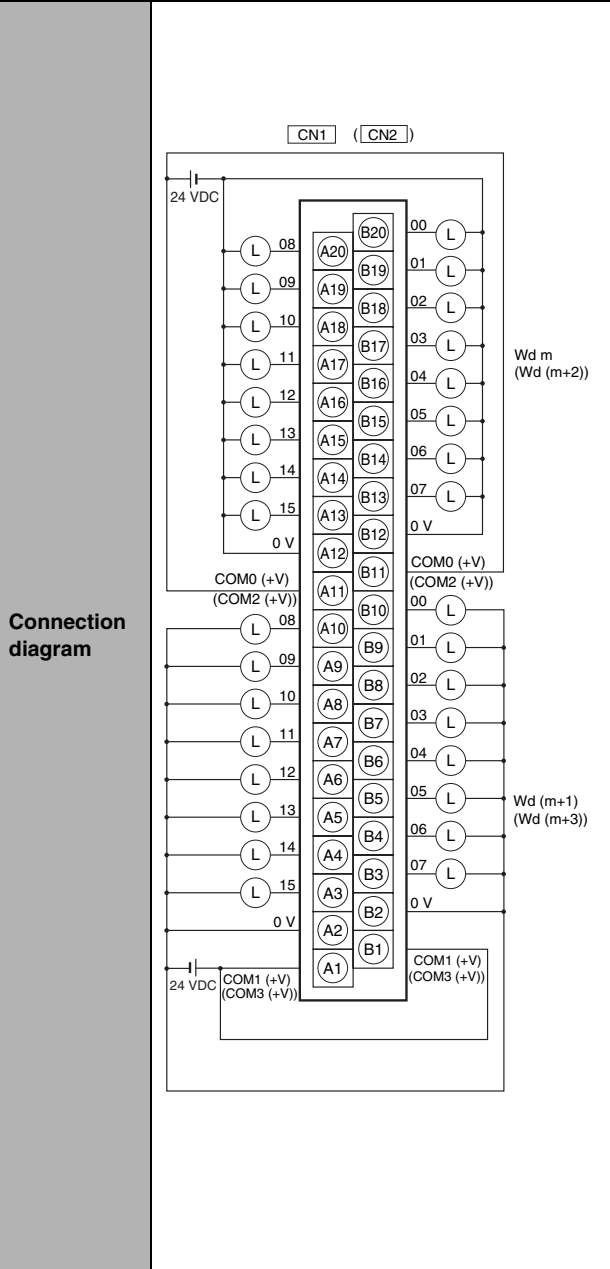 Connection
diagram
CN1 (CN2)
24 VDC
B20 00 L
L 08 A20
B19 01 L
L 09 A19
B18 02 L
L 10 A18
B17 03 L
Wd m
(Wd (m+2))
L 11 A17
B16 04 L
L 12 A16
B15 05 L
L 13 A15
B14 06 L
L 14 A14
B13 07 L
L 15 A13
B12 0 V
0 V A12
B11 COM0 (+V)
(COM2 (+V))
COM0 (+V)
(COM2 (+V))
A11
B10 00 L
L 08 A10
B9 01 L
L 09 A9
B8 02 L
L 10 A8
B7 03 L
L 11 A7
B6 04 L
L 12 A6
B5 05 L
Wd (m+1)
(Wd (m+3))
L 13 A5
B4 06 L
L 14 A4
B3 07 L
L 15 A3
B2 0 V
0 V A2
B1
COM1 (+V)
(COM3 (+V))
A1
24 VDC
COM1 (+V)
(COM3 (+V))